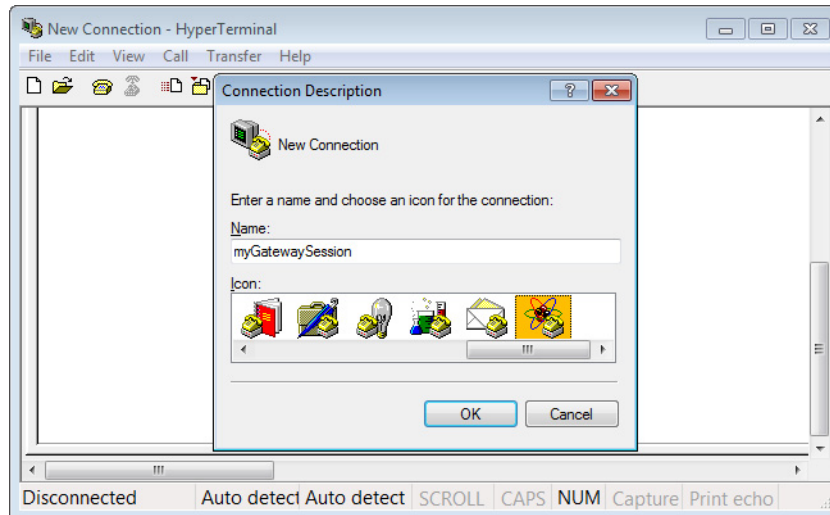 New Connection - HyperTerminal
File Edit View Call Transfer Help
Connection Description
New Connection
Enter a name and choose an icon for the connection:
Name:
myGatewaySession
Icon:
OK Cancel
Disconnected Auto detect Auto detect SCROLL CAPS NUM Capture Print echo